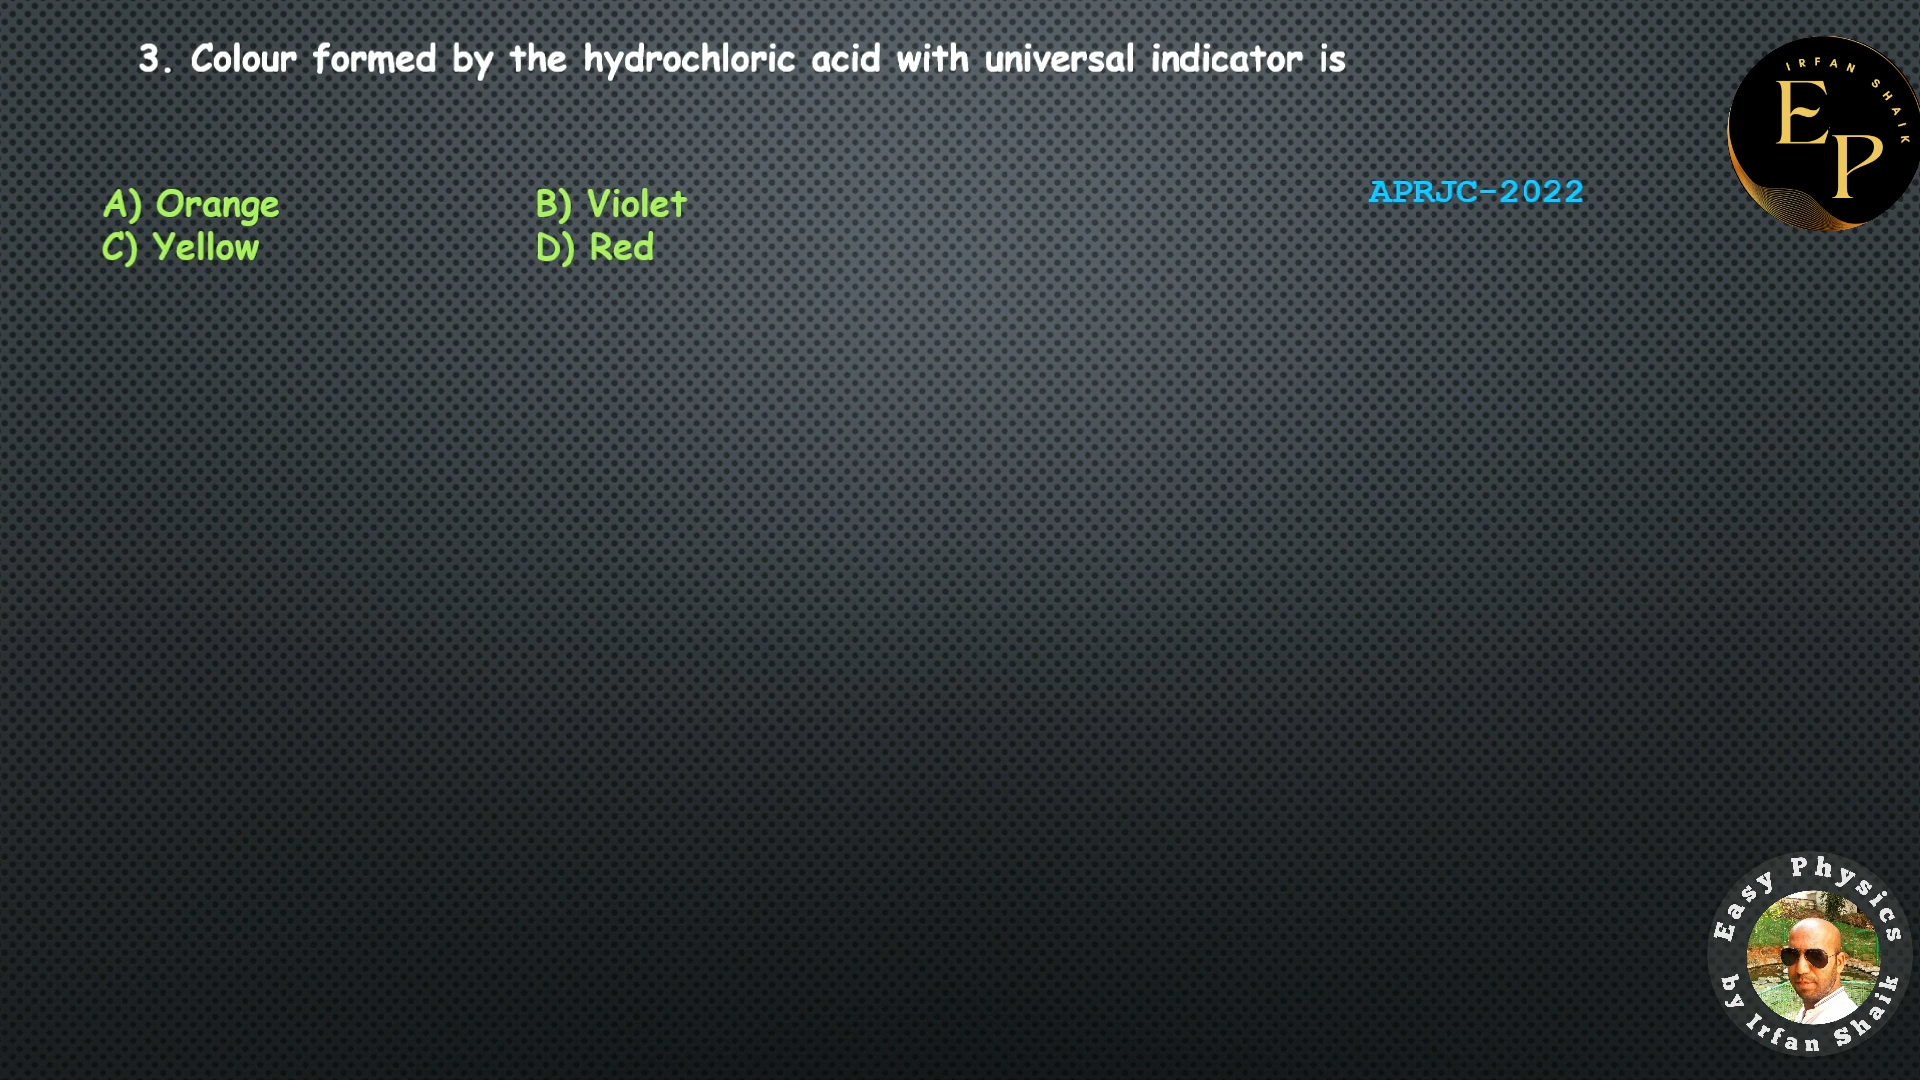 3. Colour formed by the hydrochloric acid with universal indicator is
IRFAN SHAIK
EP
A) Orange B) Violet
APRJC-2022
C) Yellow D) Red
Easy Physics
by Irfan Shaik